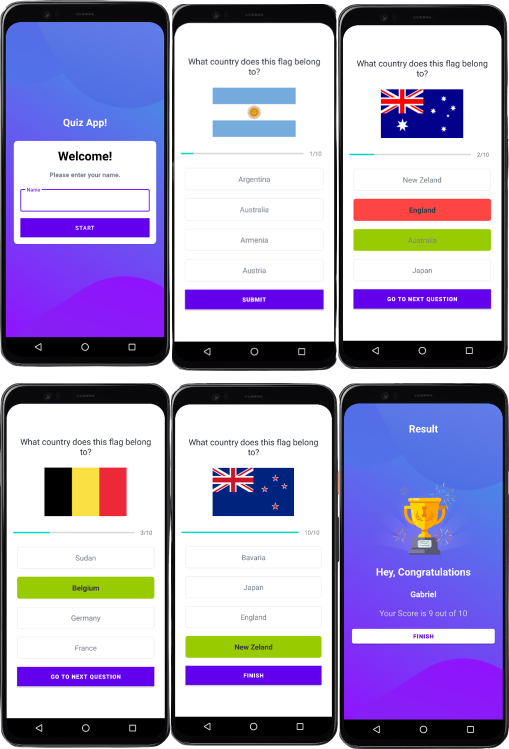 Quiz App!
Welcome!
Please enter your name.
Name
START
What country does this flag belong
to?
1/10
Argentina
Australia
Armenia
Austria
SUBMIT
What country does this flag belong
to?
2/10
New Zeland
England
Australia
Japan
GO TO NEXT QUESTION
What country does this flag belong
to?
3/10
Sudan
Belgium
Germany
France
GO TO NEXT QUESTION
What country does this flag belong
to?
10/10
Bavaria
Japan
England
New Zeland
FINISH
Result
Hey, Congratulations
Gabriel
Your Score is 9 out of 10
FINISH